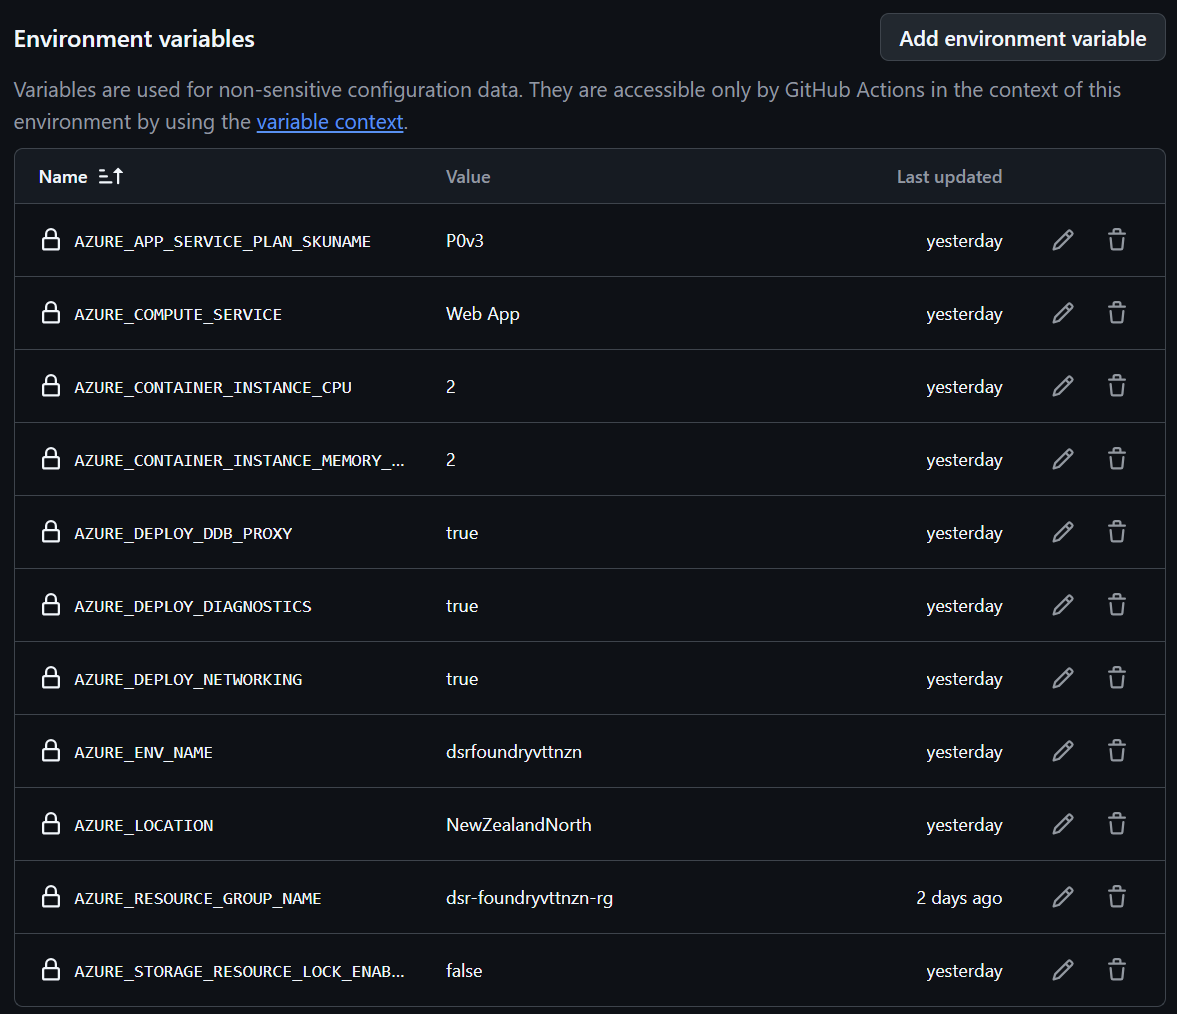 Environment variables
Add environment variable
Variables are used for non-sensitive configuration data. They are accessible only by GitHub Actions in the context of this
environment by using the variable context.
Name Value Last updated
AZURE_APP_SERVICE_PLAN_SKUNAME P0v3 yesterday
AZURE_COMPUTE_SERVICE Web App yesterday
AZURE_CONTAINER_INSTANCE_CPU 2 yesterday
AZURE_CONTAINER_INSTANCE_MEMORY_... 2 yesterday
AZURE_DEPLOY_DDB_PROXY true yesterday
AZURE_DEPLOY_DIAGNOSTICS true yesterday
AZURE_DEPLOY_NETWORKING true yesterday
AZURE_ENV_NAME dsrfoundryvttnzn yesterday
AZURE_LOCATION NewZealandNorth yesterday
AZURE_RESOURCE_GROUP_NAME dsr-foundryvttnzn-rg 2 days ago
AZURE_STORAGE_RESOURCE_LOCK_ENAB... false yesterday